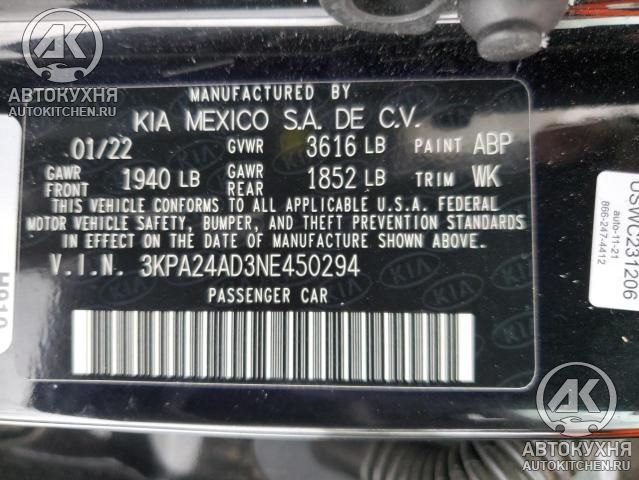 АВТОКУХНЯ
AUTOKITCHEN.RU
MANUFACTURED BY
KIA MEXICO S.A. DE C.V.
01/22 GVWR 3616 LB PAINT ABP
GAWR FRONT 1940 LB GAWR REAR 1852 LB TRIM WK
THIS VEHICLE CONFORMS TO ALL APPLICABLE U.S.A. FEDERAL
MOTOR VEHICLE SAFETY, BUMPER, AND THEFT PREVENTION STANDARDS
IN EFFECT ON THE DATE OF MANUFACTURE SHOWN ABOVE.
V.I.N. 3KPA24AD3NE450294
PASSENGER CAR
USWC231206
auto-11-21
866-247-4412
АВТОКУХНЯ
AUTOKITCHEN.RU